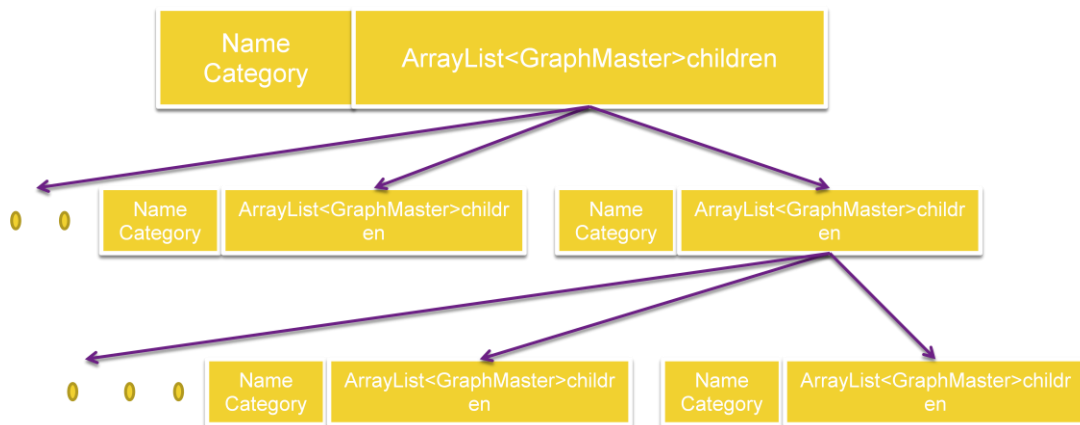 Name
Category
ArrayList<GraphMaster>children
Name
Category
ArrayList<GraphMaster>childr
en
Name
Category
ArrayList<GraphMaster>childr
en
Name
Category
ArrayList<GraphMaster>childr
en
Name
Category
ArrayList<GraphMaster>childr
en